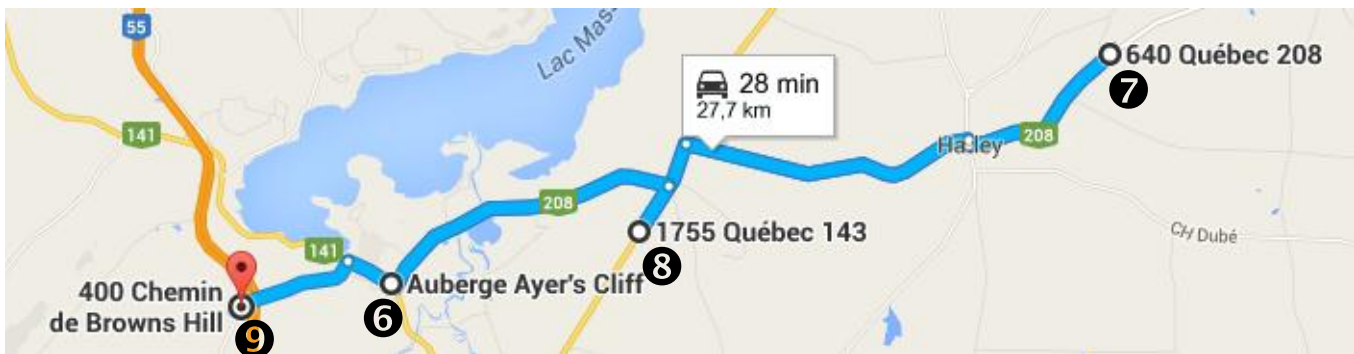 55
Lac Mas
640 Québec 208
7
28 min
27,7 km
141
208
Hatley
208
1755 Québec 143
8
CH Dubé
141
Auberge Ayer's Cliff
6
400 Chemin
de Browns Hill
9